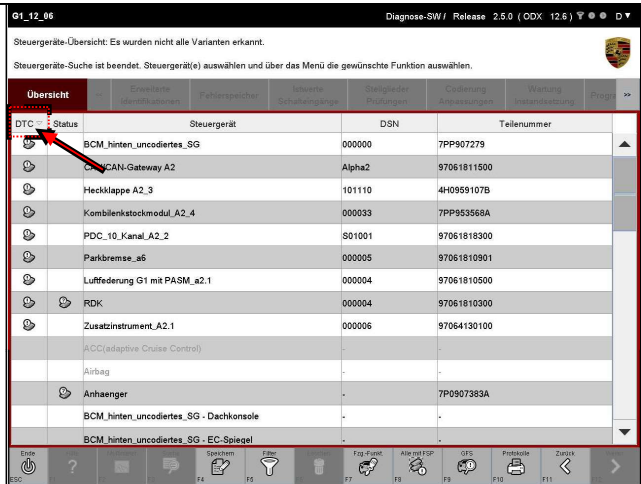 G1_12_06
Diagnose-SW / Release 2.5.0 ( ODX 12.6 ) D
Steuergeräte-Übersicht: Es wurden nicht alle Varianten erkannt.
Steuergeräte-Suche ist beendet. Steuergerät(e) auswählen und über das Menü die gewünschte Funktion auswählen.
Übersicht
Erweiterte Identifikationen
Fehlerspeicher
Istwerte Schalteingänge
Stellglieder Prüfungen
Codierung Anpassungen
Wartung Instandsetzung
Progra
>>
DTC Status Steuergerät DSN Teilenummer
BCM_hinten_uncodiertes_SG 000000 7PP907279
CAN-Gateway A2 Alpha2 97061811500
Heckklappe A2_3 101110 4H0959107B
Kombilenkstockmodul_A2_4 000033 7PP953568A
PDC_10_Kanal_A2_2 S01001 97061818300
Parkbremse_a6 000005 97061810901
Luftfederung G1 mit PASM_a2.1 000004 97061810500
RDK 000004 97061810300
Zusatzinstrument_A2.1 000006 97064130100
ACC(adaptive Cruise Control) - -
Airbag - -
Anhaenger - 7P0907383A
BCM_hinten_uncodiertes_SG - Dachkonsole - -
BCM_hinten_uncodiertes_SG - EC-Spiegel - -
Ende Speichern Filter Fzg.-Funkt. Alle mit FSP GFS Protokolle Zurück
ESC F4 F5 F7 F8 F9 F10 F11